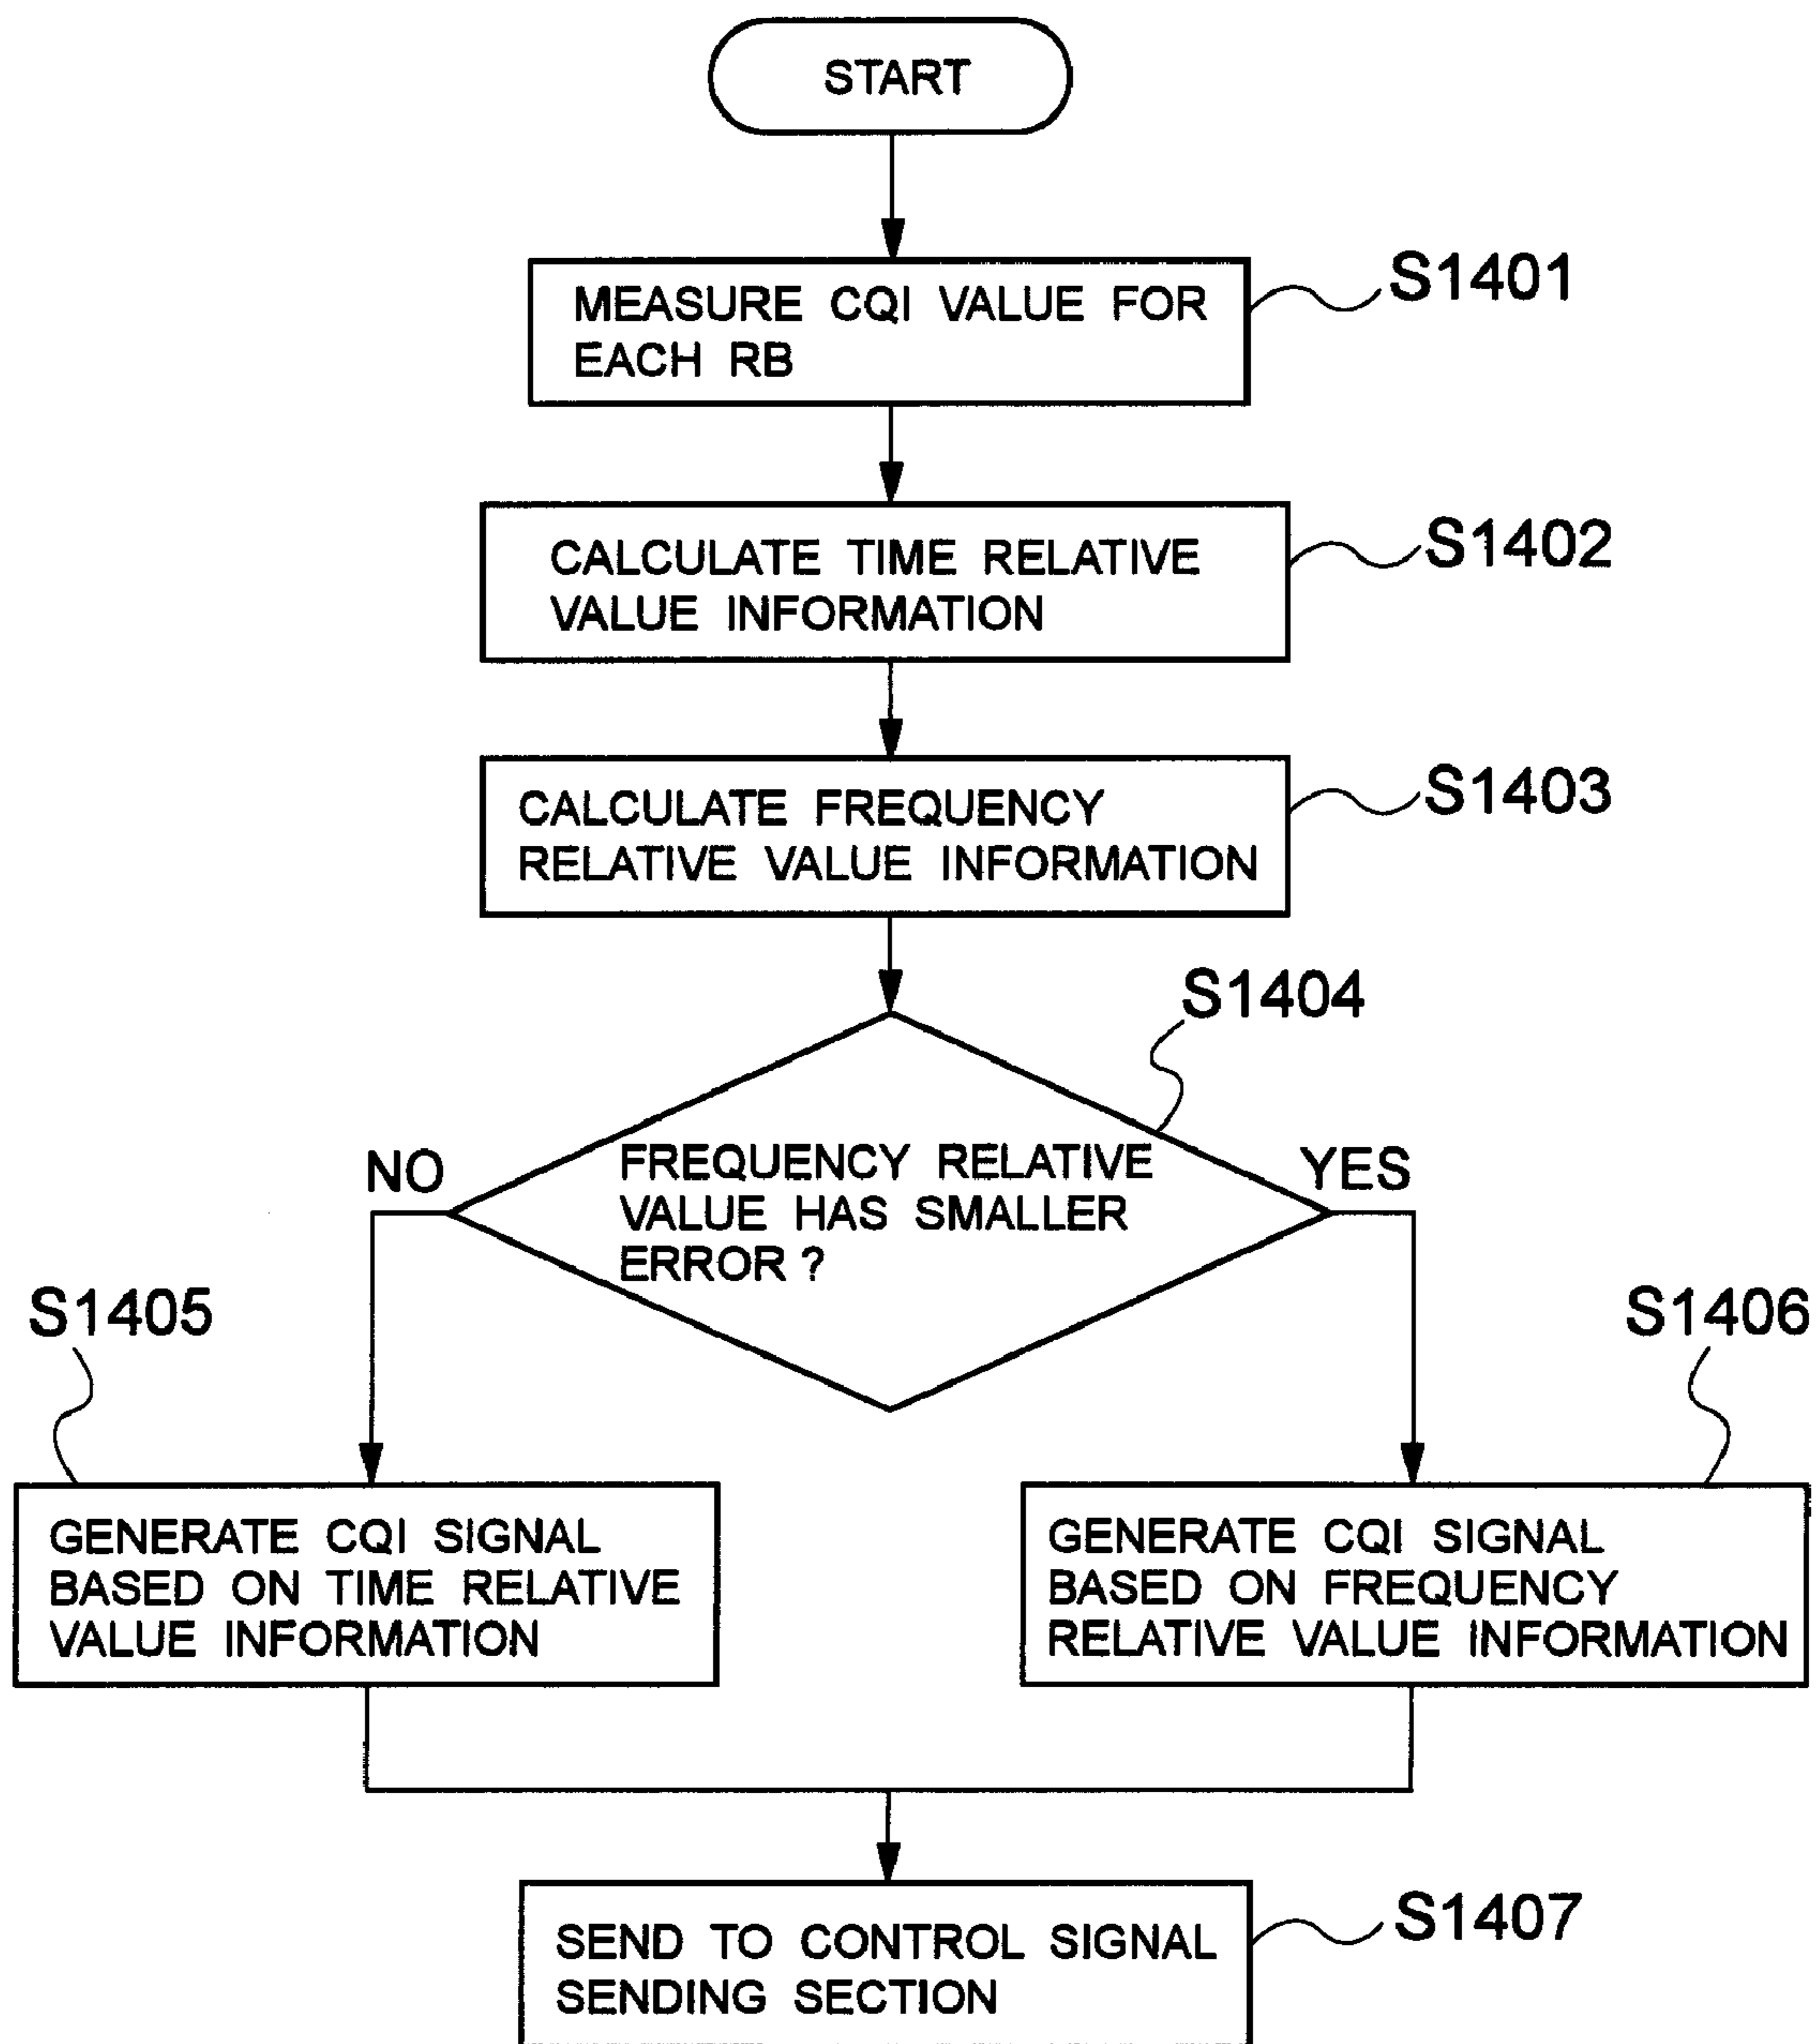 START
MEASURE CQI VALUE FOR
EACH RB
S1401
CALCULATE TIME RELATIVE
VALUE INFORMATION
S1402
CALCULATE FREQUENCY
RELATIVE VALUE INFORMATION
S1403
S1404
FREQUENCY RELATIVE
VALUE HAS SMALLER
ERROR ?
NO
YES
S1405
S1406
GENERATE CQI SIGNAL
BASED ON TIME RELATIVE
VALUE INFORMATION
GENERATE CQI SIGNAL
BASED ON FREQUENCY
RELATIVE VALUE INFORMATION
SEND TO CONTROL SIGNAL
SENDING SECTION
S1407